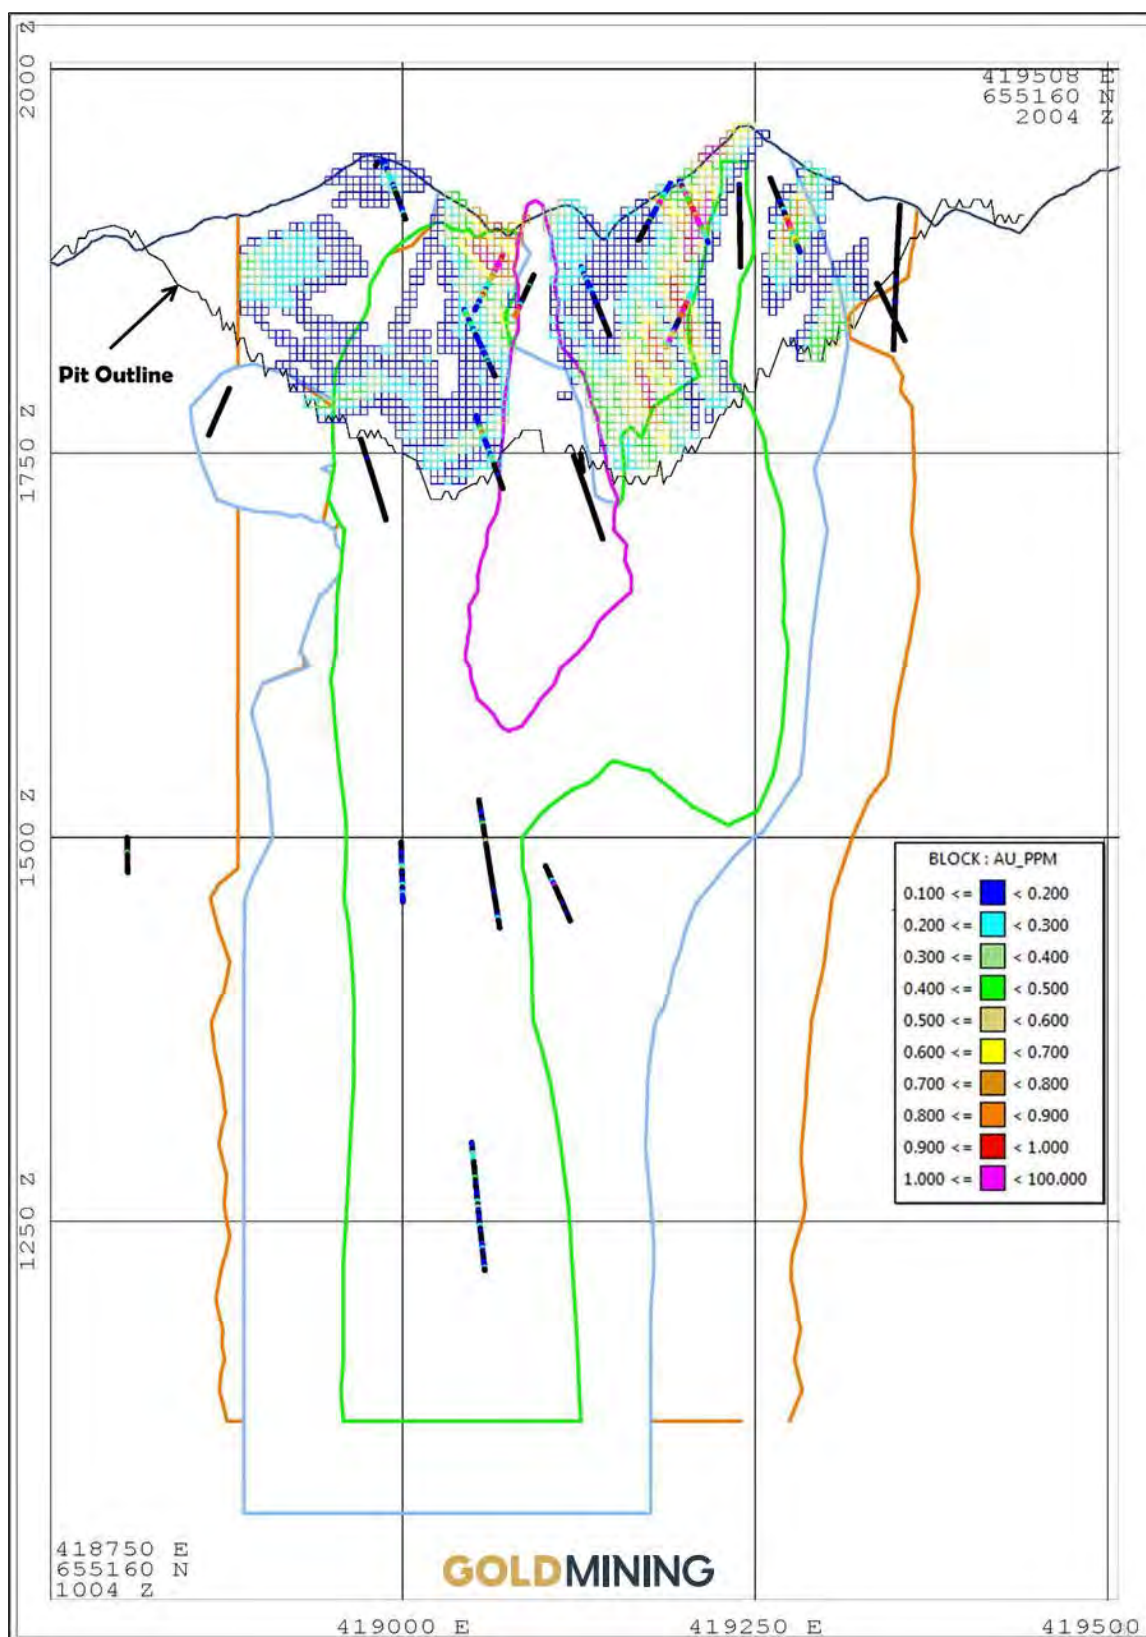 2000 Z
419508 E
655160 N
2004 Z
Pit Outline
1750 Z
1500 Z
BLOCK : AU_PPM
0.100 <= < 0.200
0.200 <= < 0.300
0.300 <= < 0.400
0.400 <= < 0.500
0.500 <= < 0.600
0.600 <= < 0.700
0.700 <= < 0.800
0.800 <= < 0.900
0.900 <= < 1.000
1.000 <= < 100.000
1250 Z
418750 E
655160 N
1004 Z
GOLDMINING
419000 E
419250 E
419500